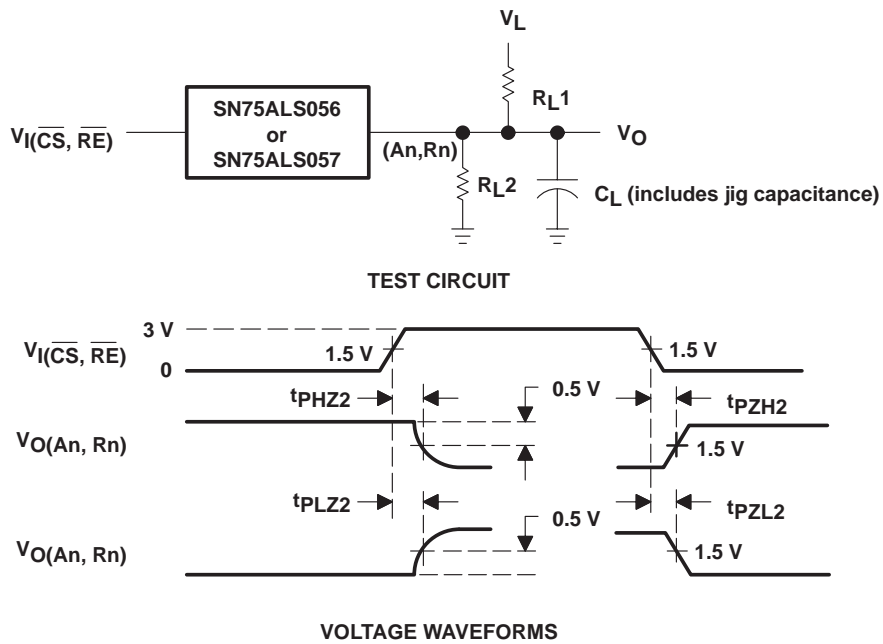 VL
RL1
SN75ALS056
or
SN75ALS057
VI(CS, RE)
(An,Rn)
VO
RL2
CL (includes jig capacitance)
TEST CIRCUIT
3 V
VI(CS, RE)
1.5 V
1.5 V
0
tPHZ2
0.5 V
tPZH2
VO(An, Rn)
1.5 V
tPLZ2
0.5 V
tPZL2
VO(An, Rn)
1.5 V
VOLTAGE WAVEFORMS